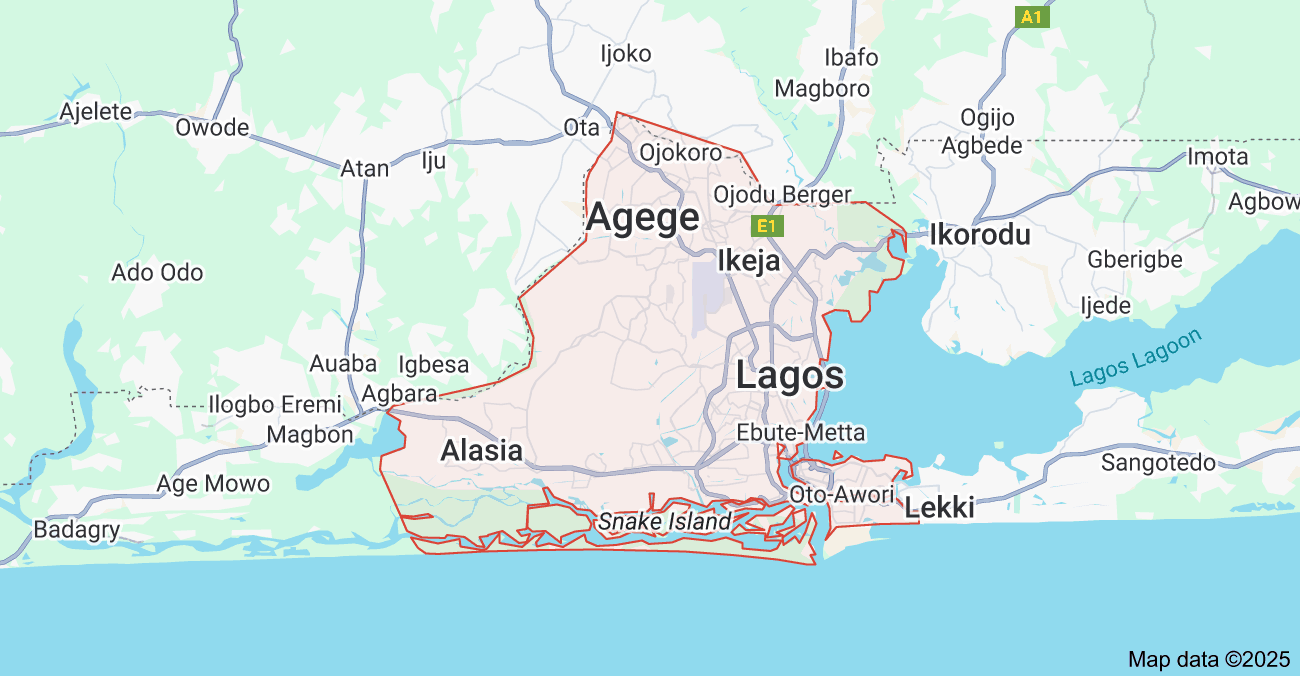 A1
Ijoko
Ibafo
Magboro
Ajelete
Owode
Ota
Ogijo
Agbede
Ojokoro
Iju
Atan
Imota
Ojodu Berger
Agbow
Agege
E1
Ikorodu
Ikeja
Gberigbe
Ado Odo
Ijede
Lagos Lagoon
Auaba
Igbesa
Lagos
Agbara
Ilogbo Eremi
Magbon
Ebute-Metta
Alasia
Sangotedo
Age Mowo
Oto-Awori
Lekki
Snake Island
Badagry
Map data ©2025